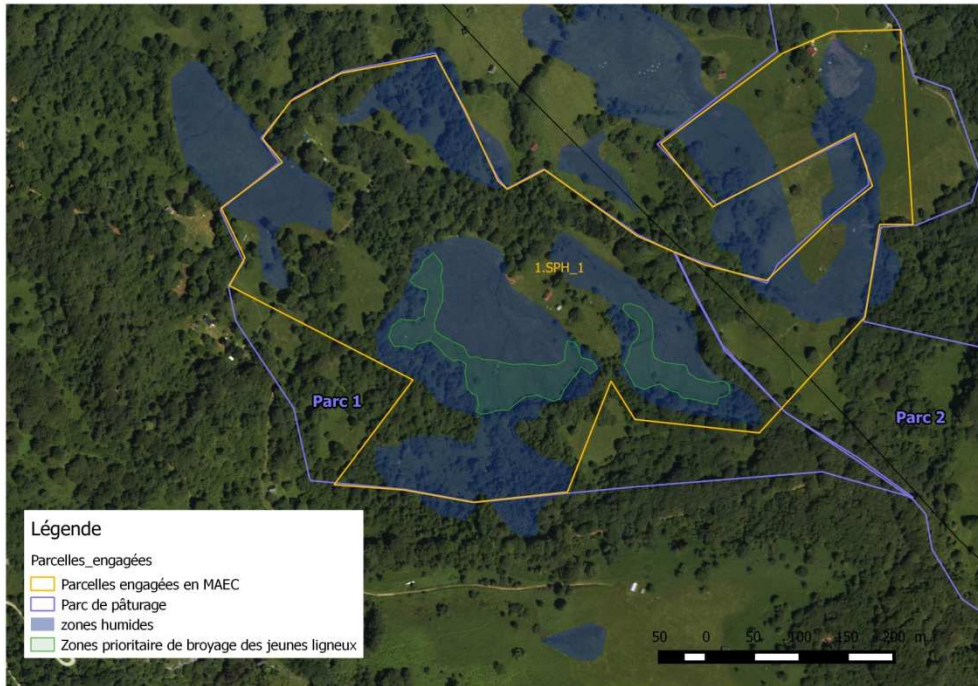 1.SPH_1
Parc 1
Parc 2
Légende
Parcelles_engagées
Parcelles engagées en MAEC
Parc de pâturage
zones humides
Zones prioritaire de broyage des jeunes ligneux
50 0 50 100 150 200 m